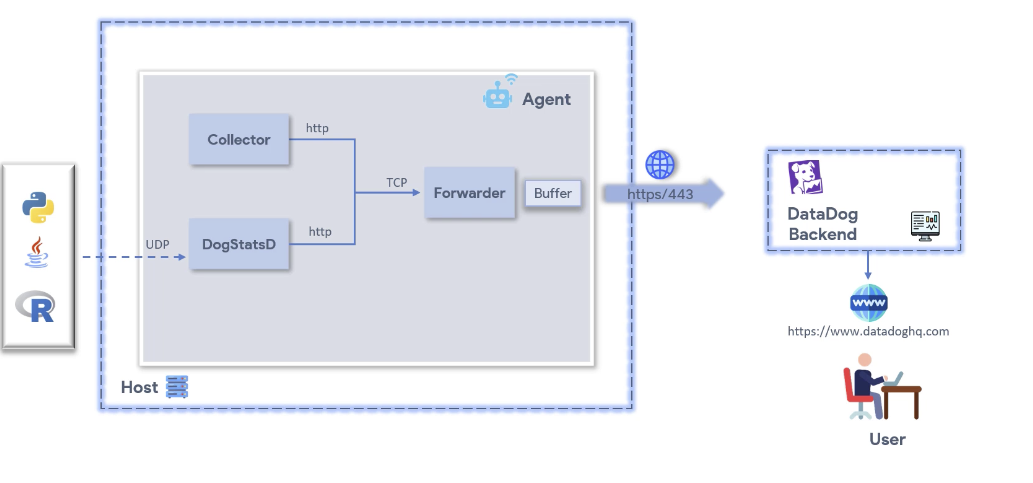 Agent
Collector
http
TCP
Forwarder
Buffer
https/443
UDP
DogStatsD
http
R
DataDog
Backend
www
https://www.datadoghq.com
Host
User